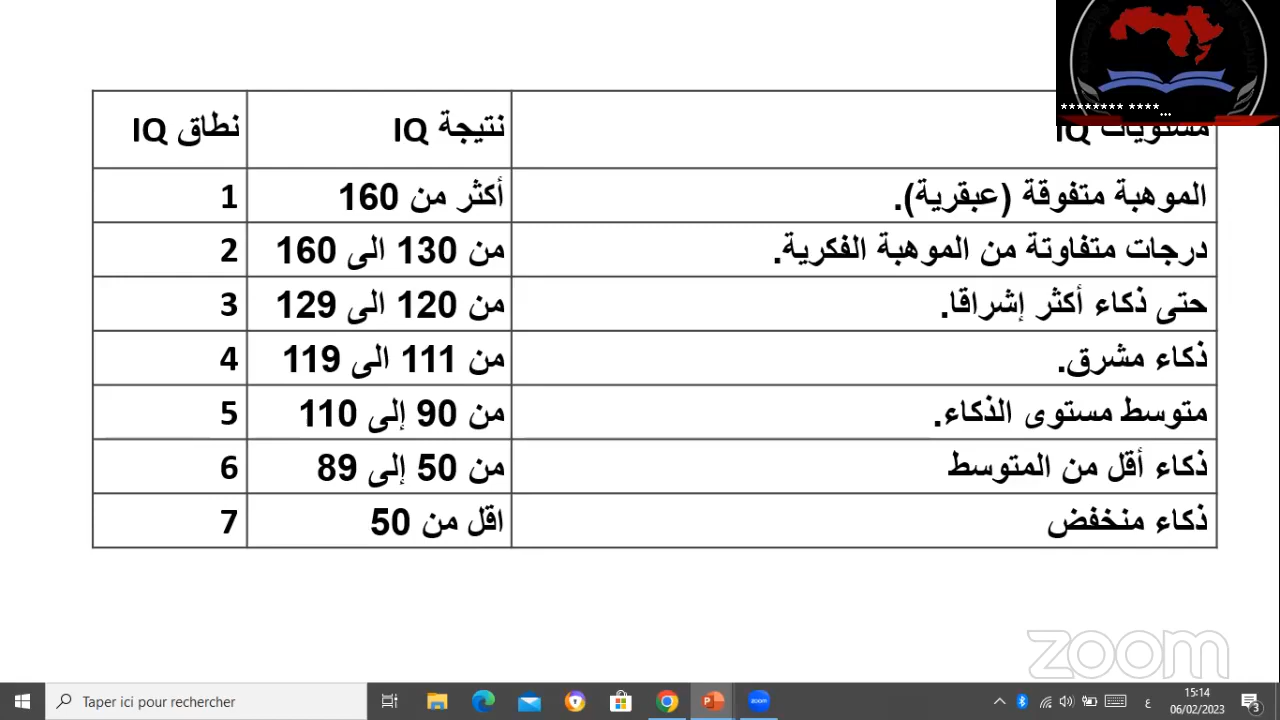 ******** ****...
مستويات IQ نتيجة IQ نطاق IQ
الموهبة متفوقة (عبقرية). أكثر من 160 1
درجات متفاوتة من الموهبة الفكرية. من 130 الى 160 2
حتى ذكاء أكثر إشراقا. من 120 الى 129 3
ذكاء مشرق. من 111 الى 119 4
متوسط مستوى الذكاء. من 90 إلى 110 5
ذكاء أقل من المتوسط من 50 إلى 89 6
ذكاء منخفض اقل من 50 7
zoom
Taper ici pour rechercher
zoom
ع
15:14
06/02/2023
3